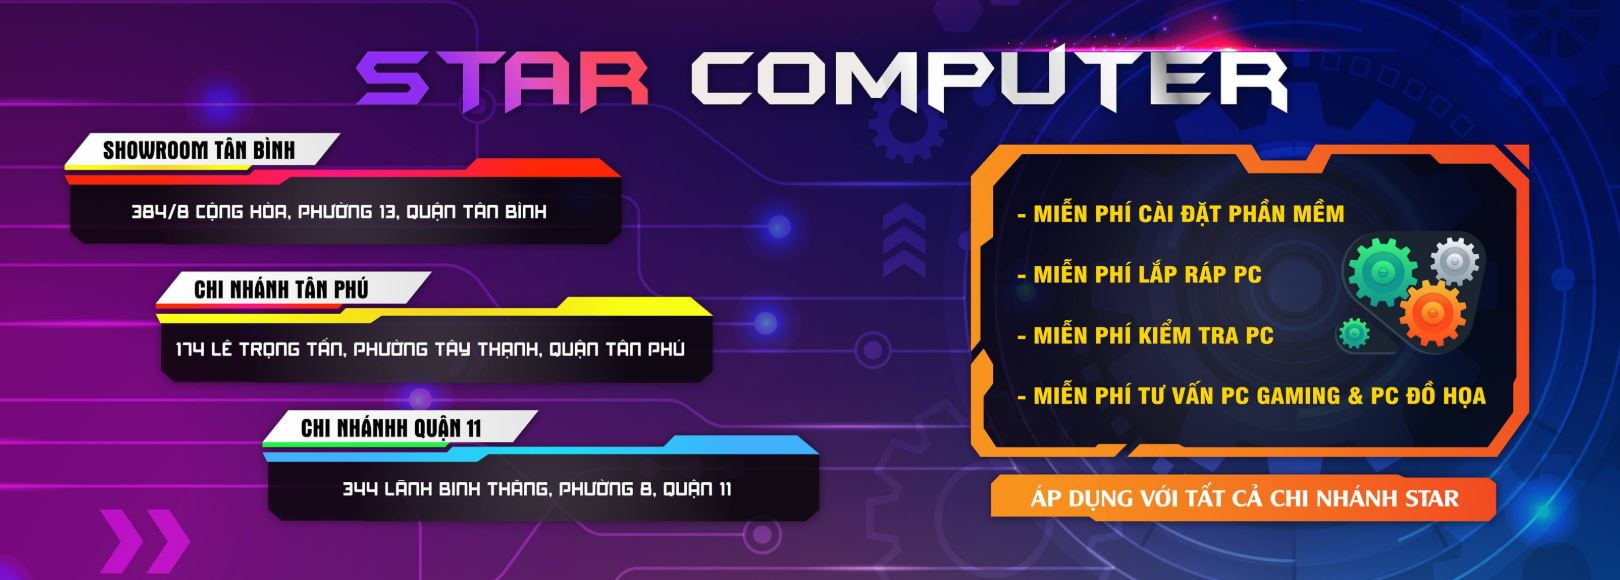 STAR COMPUTER
SHOWROOM TÂN BÌNH
384/8 CỘNG HÒA, PHƯỜNG 13, QUẬN TÂN BÌNH
CHI NHÁNH TÂN PHÚ
174 LÊ TRỌNG TẤN, PHƯỜNG TÂY THẠNH, QUẬN TÂN PHÚ
CHI NHÁNHH QUẬN 11
344 LÃNH BINH THĂNG, PHƯỜNG 8, QUẬN 11
- MIỄN PHÍ CÀI ĐẶT PHẦN MỀM
- MIỄN PHÍ LẮP RÁP PC
- MIỄN PHÍ KIỂM TRA PC
- MIỄN PHÍ TƯ VẤN PC GAMING & PC ĐỒ HỌA
ÁP DỤNG VỚI TẤT CẢ CHI NHÁNH STAR